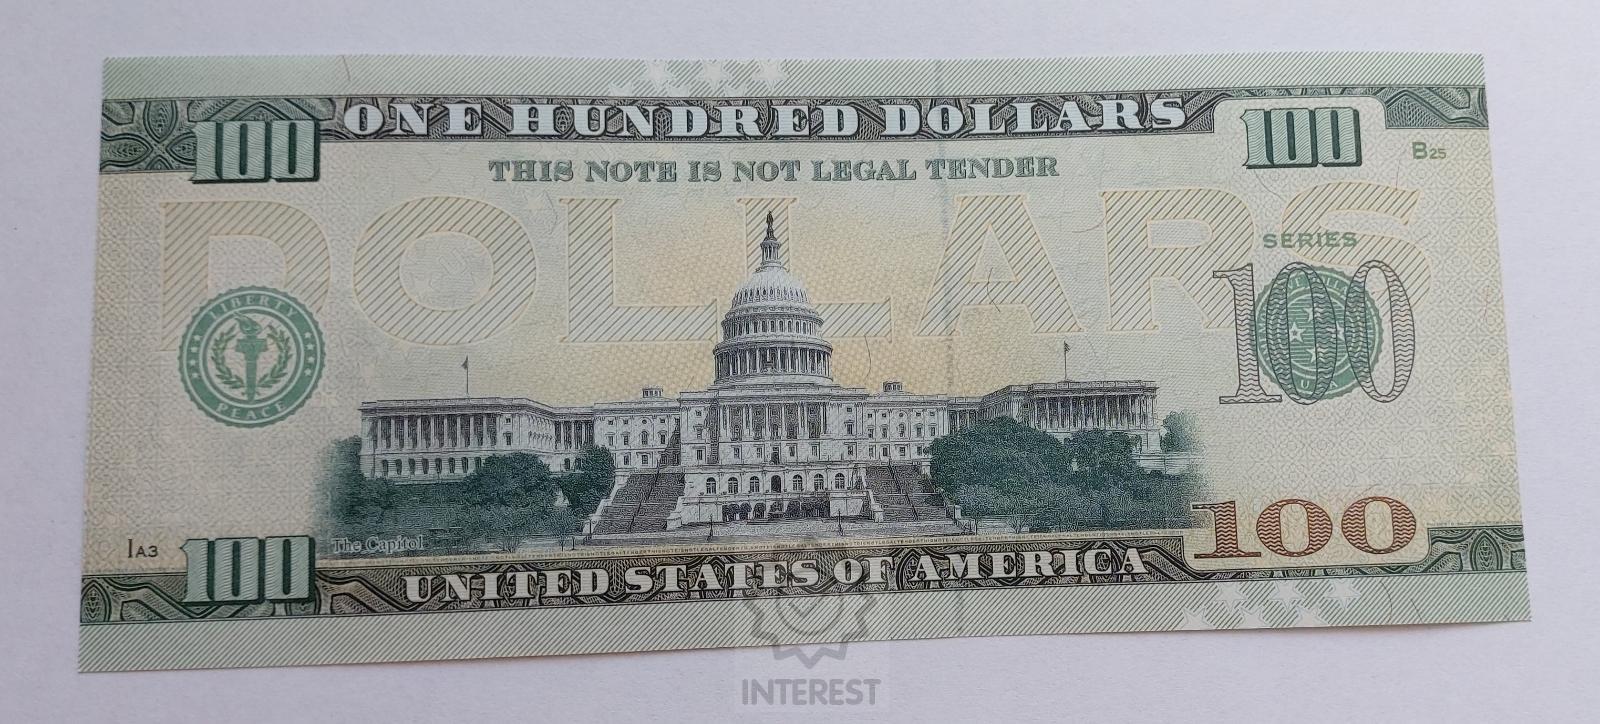 ONE HUNDRED DOLLARS
100
100
THIS NOTE IS NOT LEGAL TENDER
B25
DOLLARS
SERIES
100
LIBERTY
PEACE
USA
The Capitol
IA3
100
100
UNITED STATES OF AMERICA
INTEREST